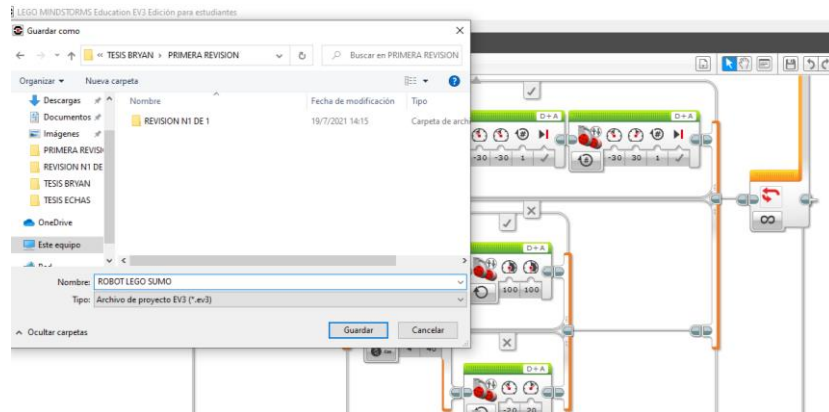 LEGO MINDSTORMS Education EV3 Edición para estudiantes
Guardar como
« TESIS BRYAN › PRIMERA REVISION
Buscar en PRIMERA REVISION
Organizar
Nueva carpeta
Nombre
Fecha de modificación
Tipo
Descargas
Documentos
Imágenes
PRIMERA REVISI
REVISION N1 DE
TESIS BRYAN
TESIS ECHAS
OneDrive
Este equipo
REVISION N1 DE 1
19/7/2021 14:15
Carpeta de arch
Nombre: ROBOT LEGO SUMO
Tipo: Archivo de proyecto EV3 (*.ev3)
Ocultar carpetas
Guardar
Cancelar
D+A
D+A
-30 -30 1
-30 30 1
D+A
100 100
D+A
-20 20